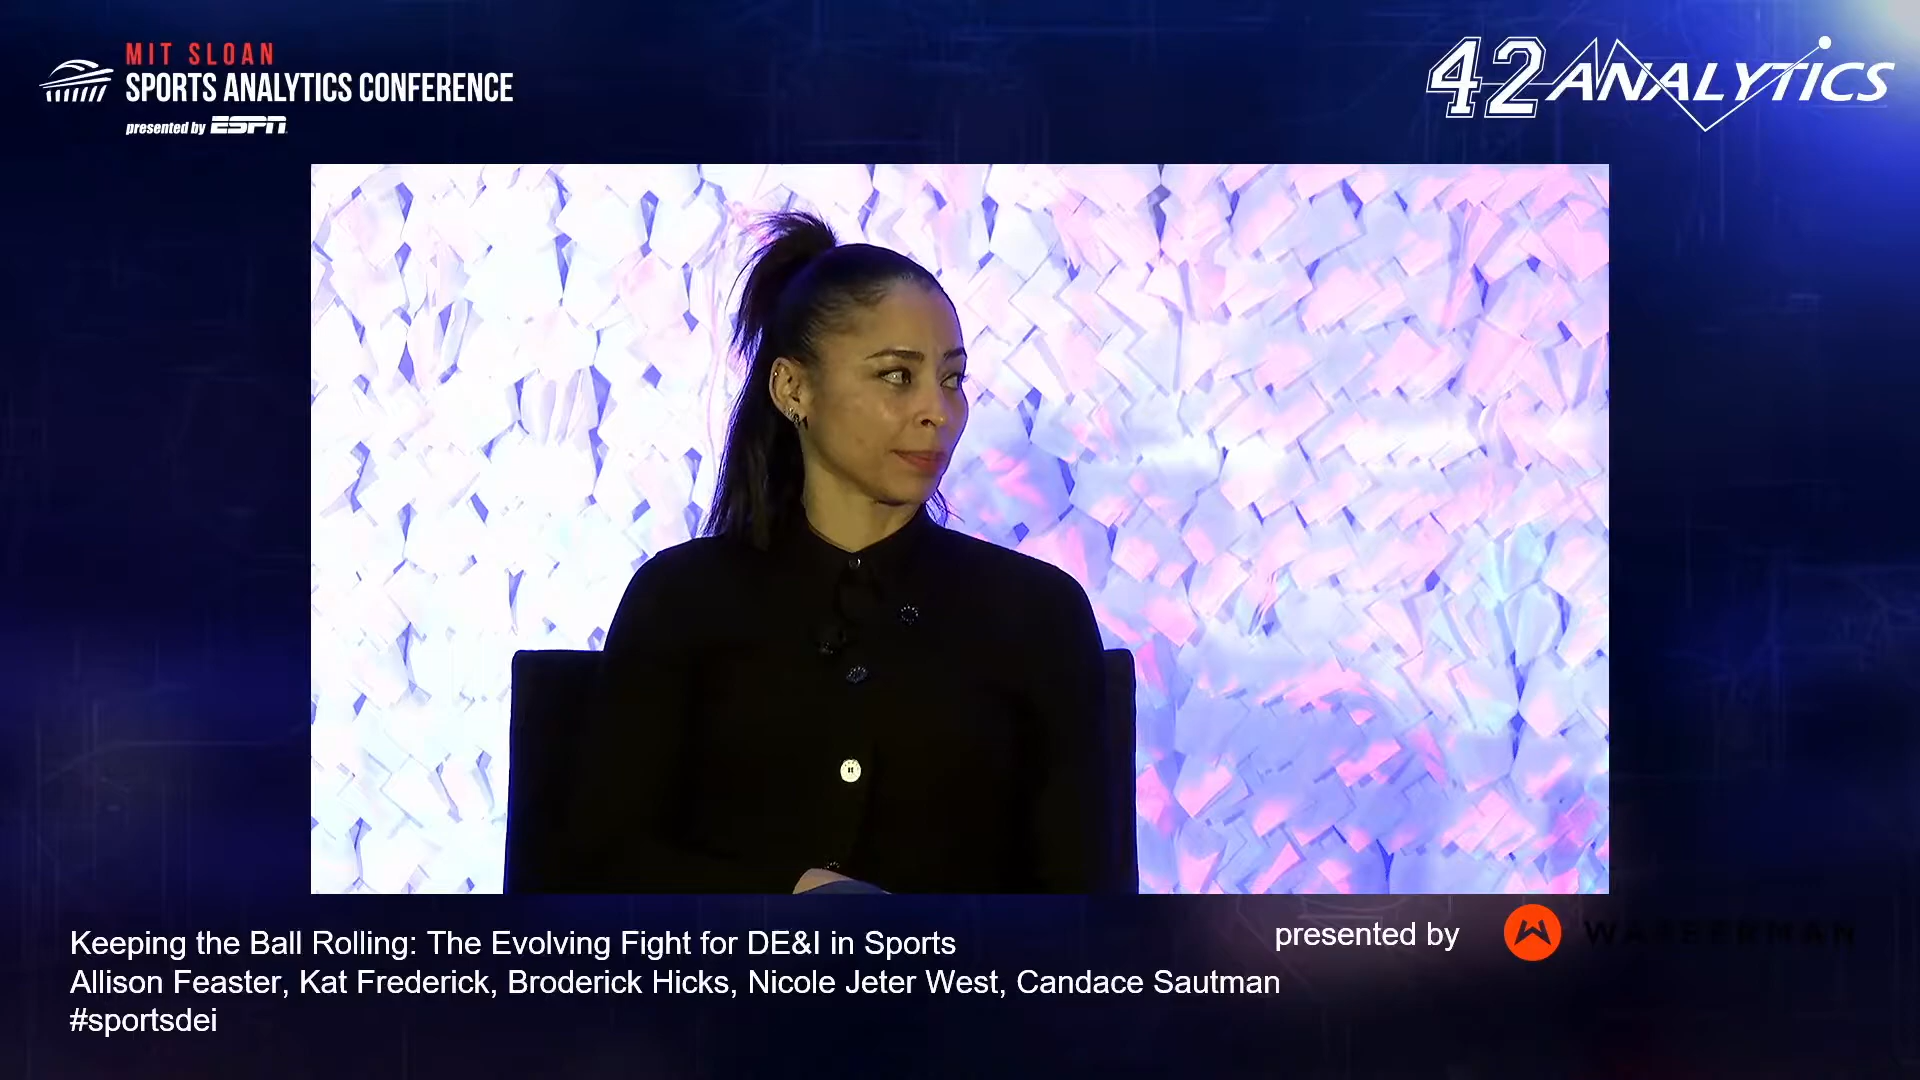 MIT SLOAN
SPORTS ANALYTICS CONFERENCE
presented by ESPN
42 ANALYTICS
Keeping the Ball Rolling: The Evolving Fight for DE&I in Sports
presented by
WASSERMAN
Allison Feaster, Kat Frederick, Broderick Hicks, Nicole Jeter West, Candace Sautman
#sportsdei